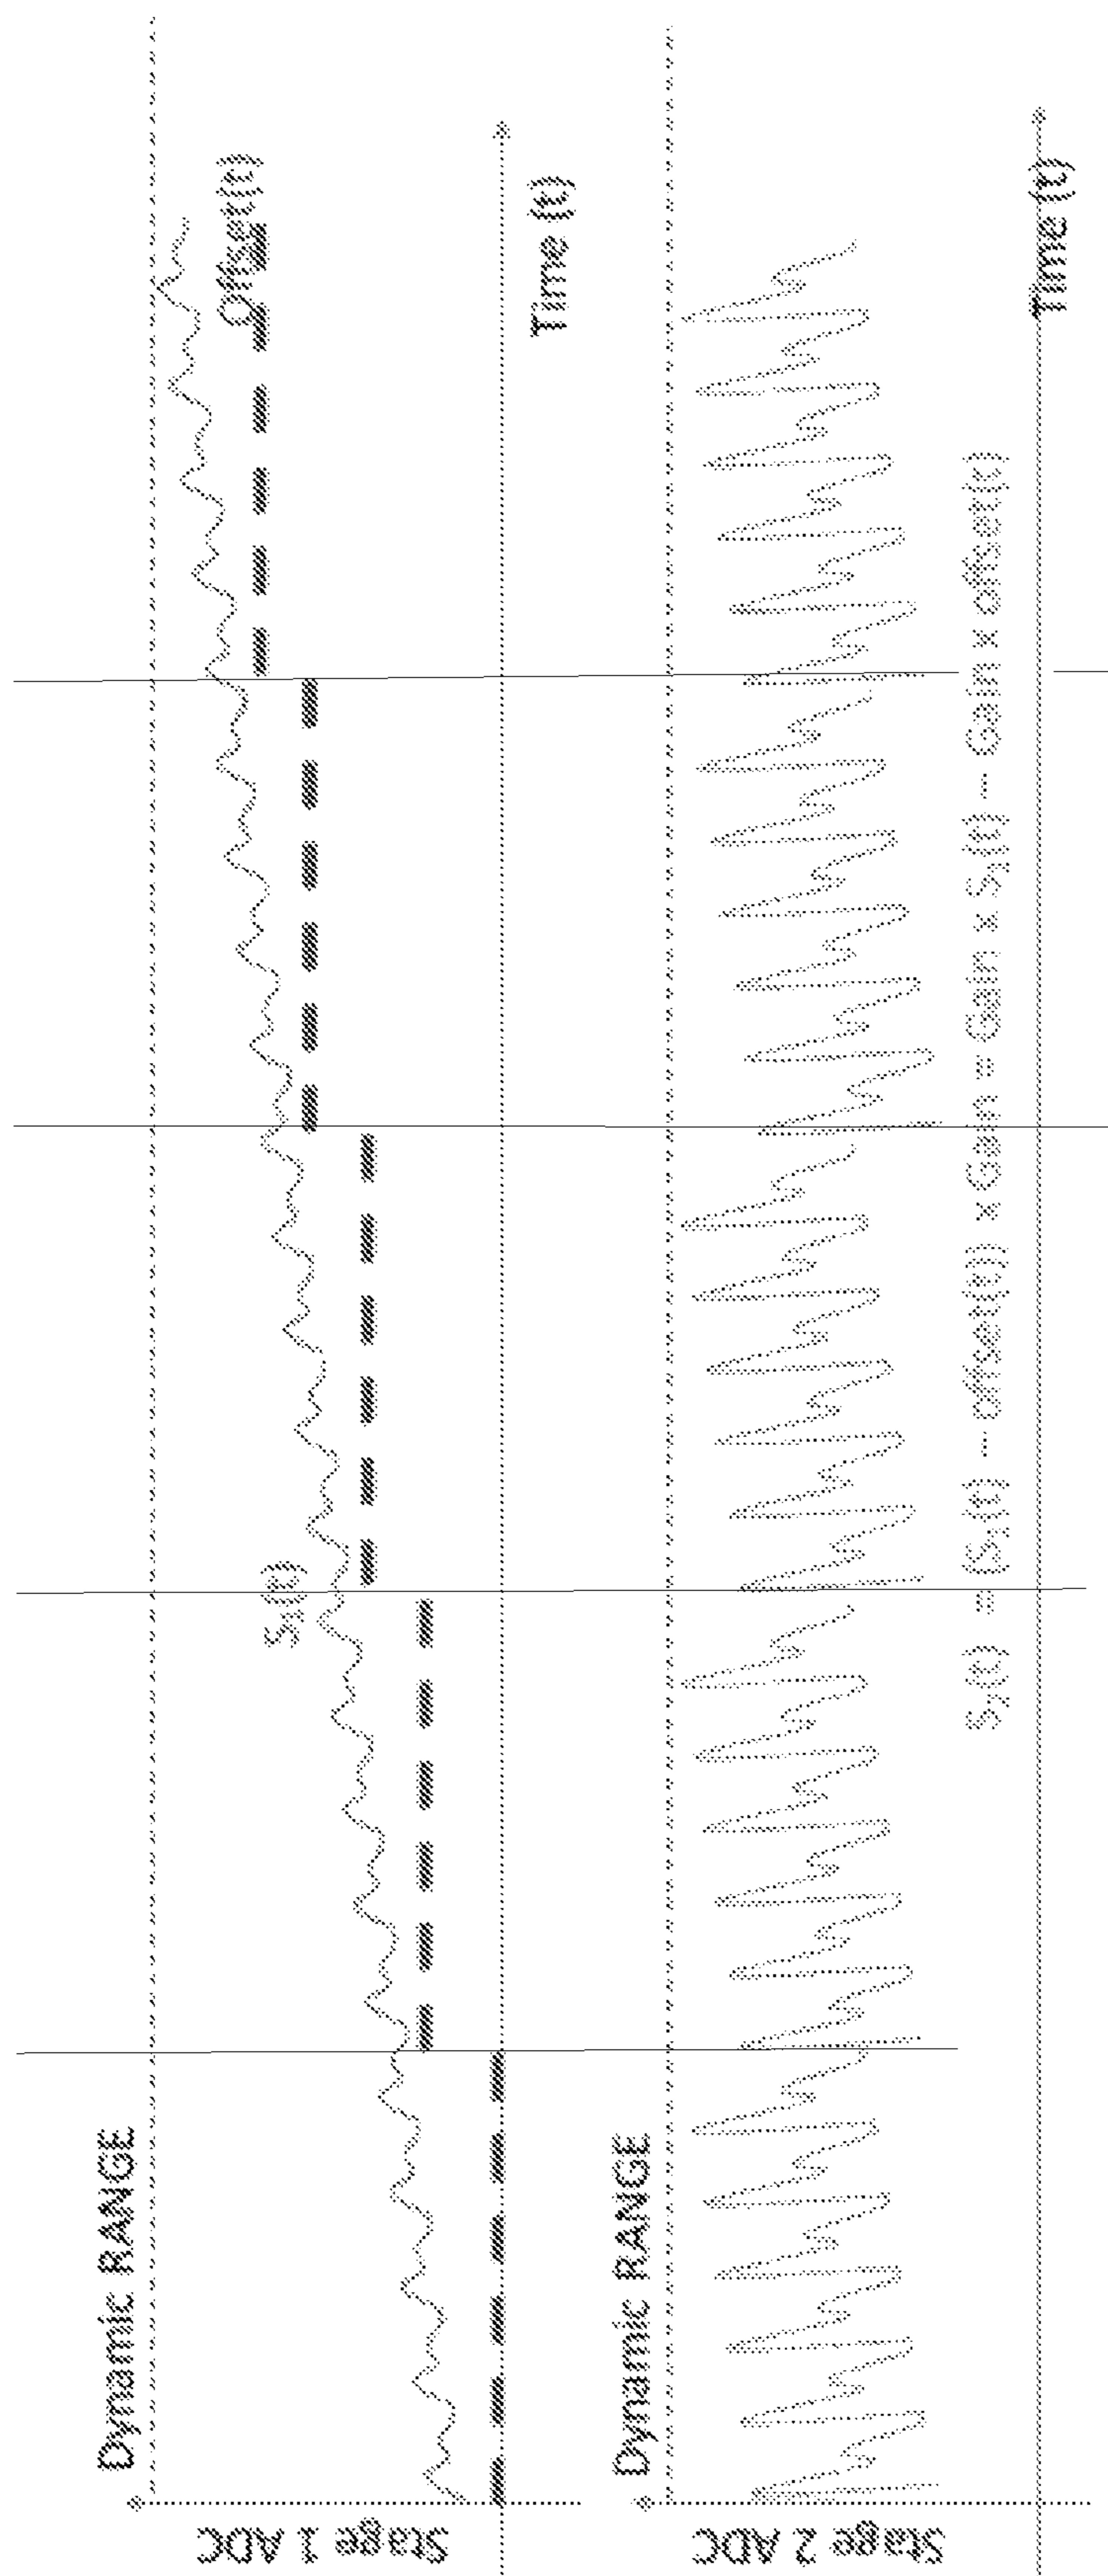 Dynamic RANGE
Stage 1 ADC
S₁(t)
Offset(t)
Time (t)
Dynamic RANGE
Stage 2 ADC
S₂(t) = (S₁(t) – offset(t)) x Gain = Gain x S₁(t) – Gain x offset(t)
Time (t)